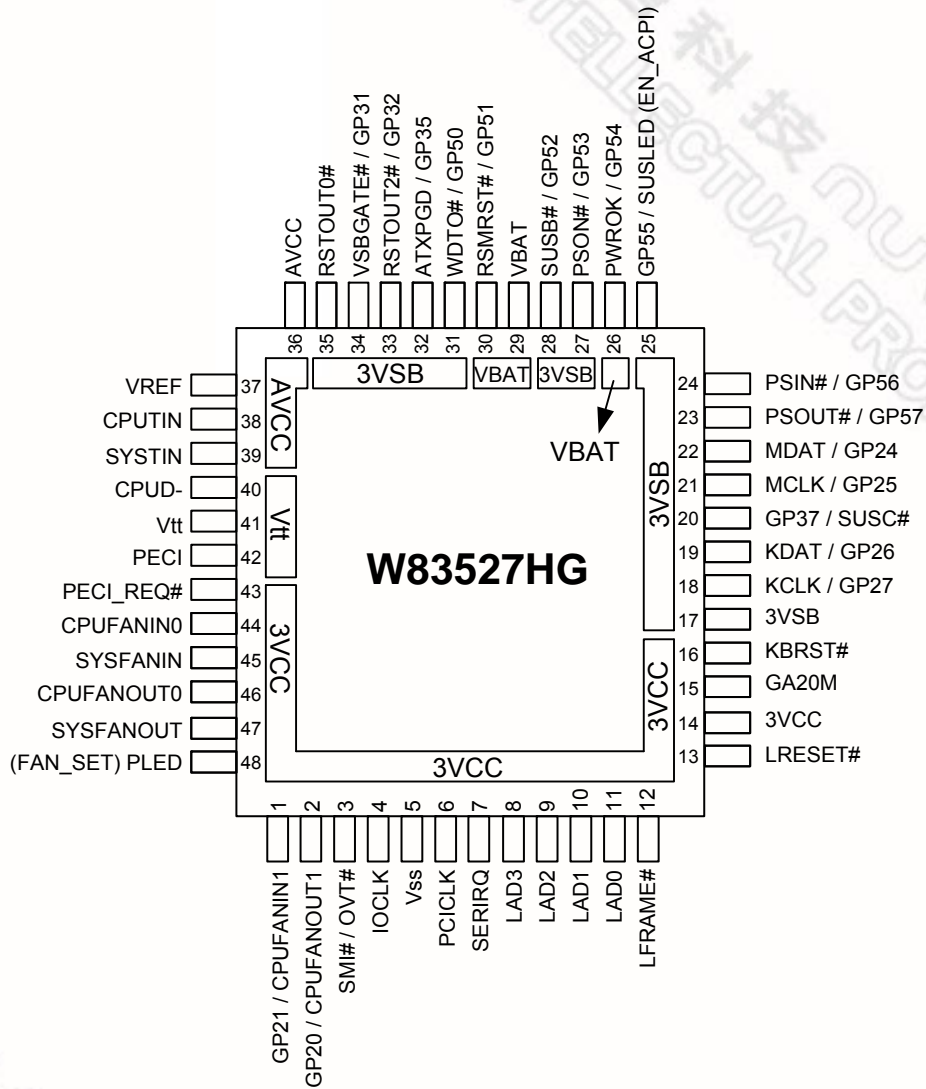 科技 nu
INTELLECTUAL PRO
AVCC
RSTOUT0#
VSBGATE# / GP31
RSTOUT2# / GP32
ATXPGD / GP35
WDTO# / GP50
RSMRST# / GP51
VBAT
SUSB# / GP52
PSON# / GP53
PWROK / GP54
GP55 / SUSLED (EN_ACPI)
36
35
34
33
32
31
30
29
28
27
26
25
AVCC
3VSB
VBAT
3VSB
VBAT
3VSB
VREF
37
CPUTIN
38
SYSTIN
39
CPUD-
40
Vtt
41
PECI
42
PECI_REQ#
43
CPUFANIN0
44
SYSFANIN
45
CPUFANOUT0
46
SYSFANOUT
47
(FAN_SET) PLED
48
Vtt
3VCC
W83527HG
24
PSIN# / GP56
23
PSOUT# / GP57
22
MDAT / GP24
21
MCLK / GP25
20
GP37 / SUSC#
19
KDAT / GP26
18
KCLK / GP27
17
3VSB
16
KBRST#
15
GA20M
14
3VCC
13
LRESET#
3VCC
3VCC
1
2
3
4
5
6
7
8
9
10
11
12
GP21 / CPUFANIN1
GP20 / CPUFANOUT1
SMI# / OVT#
IOCLK
Vss
PCICLK
SERIRQ
LAD3
LAD2
LAD1
LAD0
LFRAME#